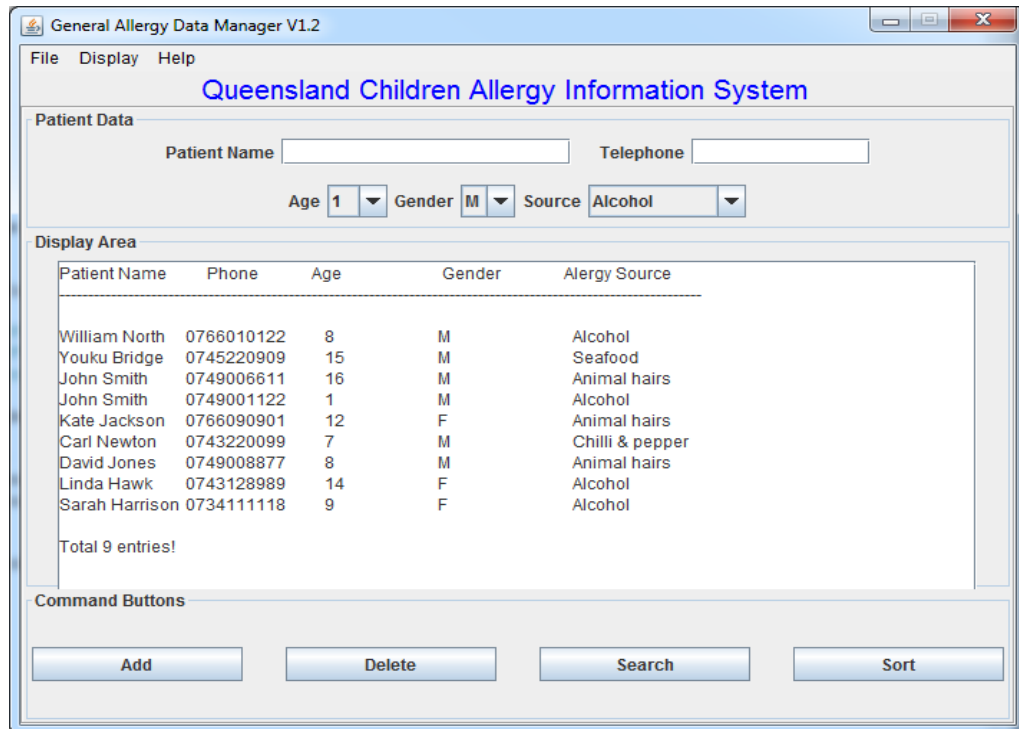 General Allergy Data Manager V1.2
File Display Help
Queensland Children Allergy Information System
Patient Data
Patient Name Telephone
Age 1 Gender M Source Alcohol
Display Area
Patient Name Phone Age Gender Alergy Source
------------------------------------------------------------------------------------------------------------------------
William North 0766010122 8 M Alcohol
Youku Bridge 0745220909 15 M Seafood
John Smith 0749006611 16 M Animal hairs
John Smith 0749001122 1 M Alcohol
Kate Jackson 0766090901 12 F Animal hairs
Carl Newton 0743220099 7 M Chilli & pepper
David Jones 0749008877 8 M Animal hairs
Linda Hawk 0743128989 14 F Alcohol
Sarah Harrison 0734111118 9 F Alcohol
Total 9 entries!
Command Buttons
Add Delete Search Sort